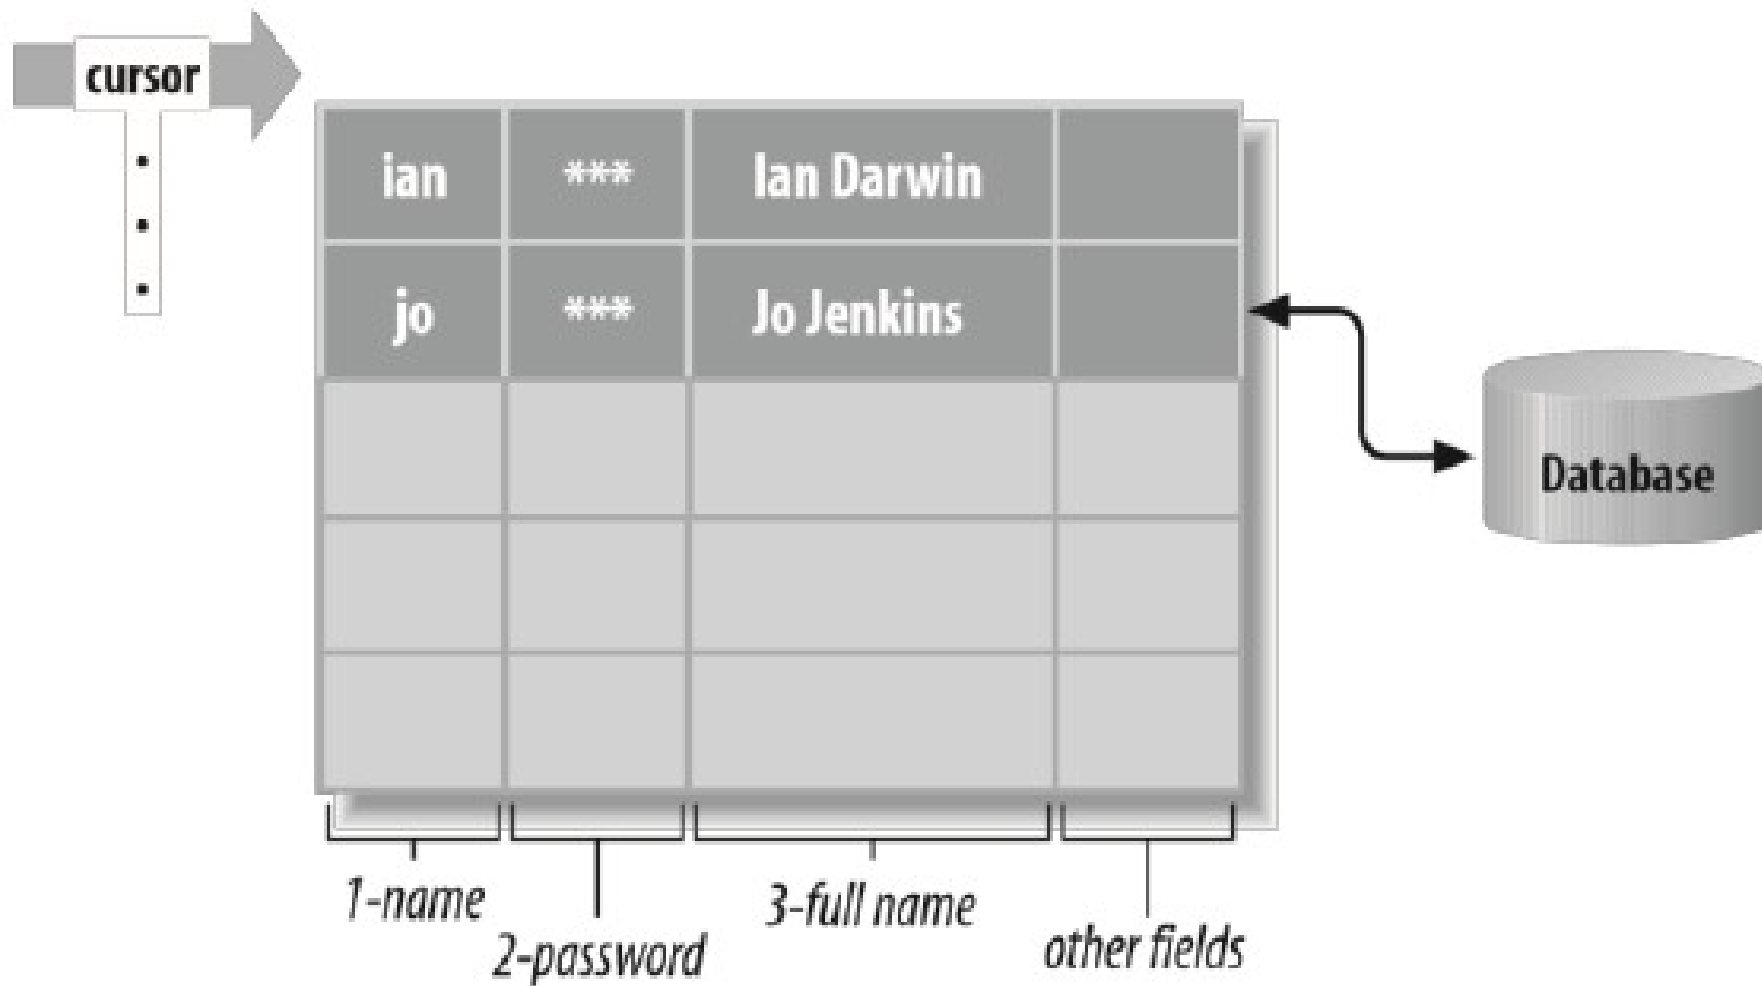 cursor
ian *** Ian Darwin
jo *** Jo Jenkins
Database
1-name
2-password
3-full name
other fields